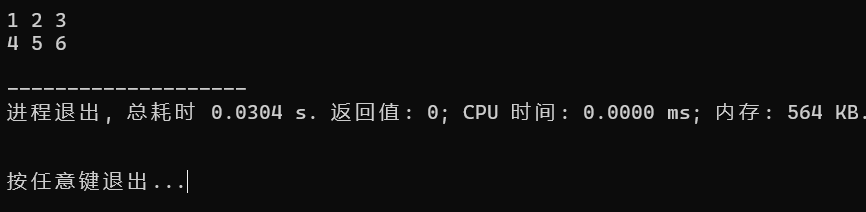 1 2 3
4 5 6
--------------------
进程退出, 总耗时 0.0304 s. 返回值: 0; CPU 时间: 0.0000 ms; 内存: 564 KB.
按任意键退出...